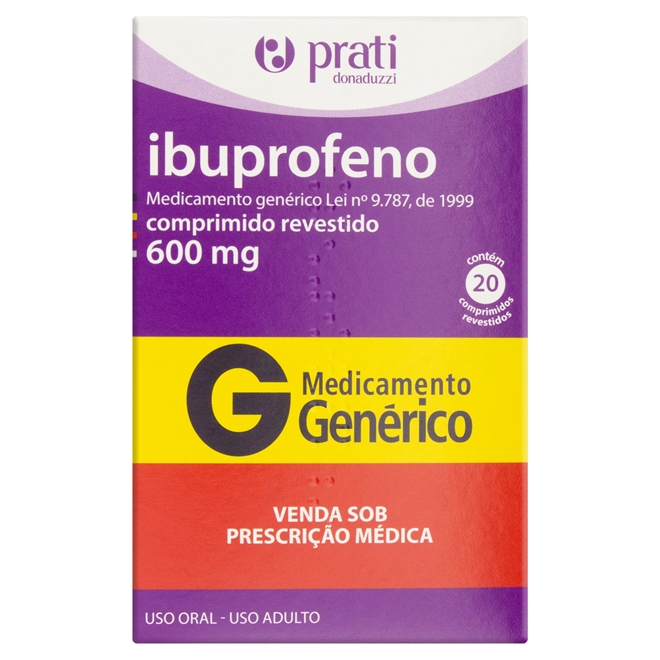 prati
donaduzzi
ibuprofeno
Medicamento genérico Lei nº 9.787, de 1999
comprimido revestido
600 mg
contém
20
comprimidos
revestidos
G Medicamento
Genérico
VENDA SOB
PRESCRIÇÃO MÉDICA
USO ORAL - USO ADULTO